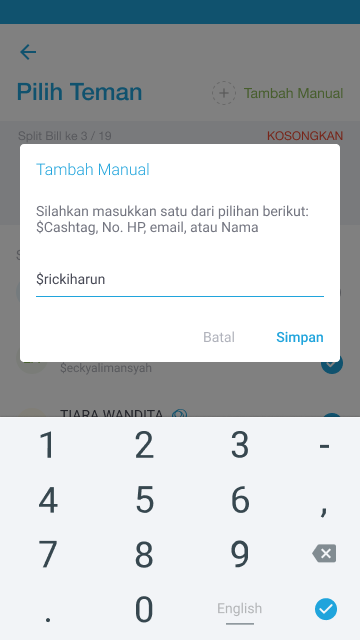 Pilih Teman
Tambah Manual
Split Bill ke 3 / 19
KOSONGKAN
Tambah Manual
Silahkan masukkan satu dari pilihan berikut:
$Cashtag, No. HP, email, atau Nama
$rickiharun
Batal
Simpan
$eckyalimansyah
TIARA WANDITA
1 2 3 -
4 5 6 ,
7 8 9
. 0 English